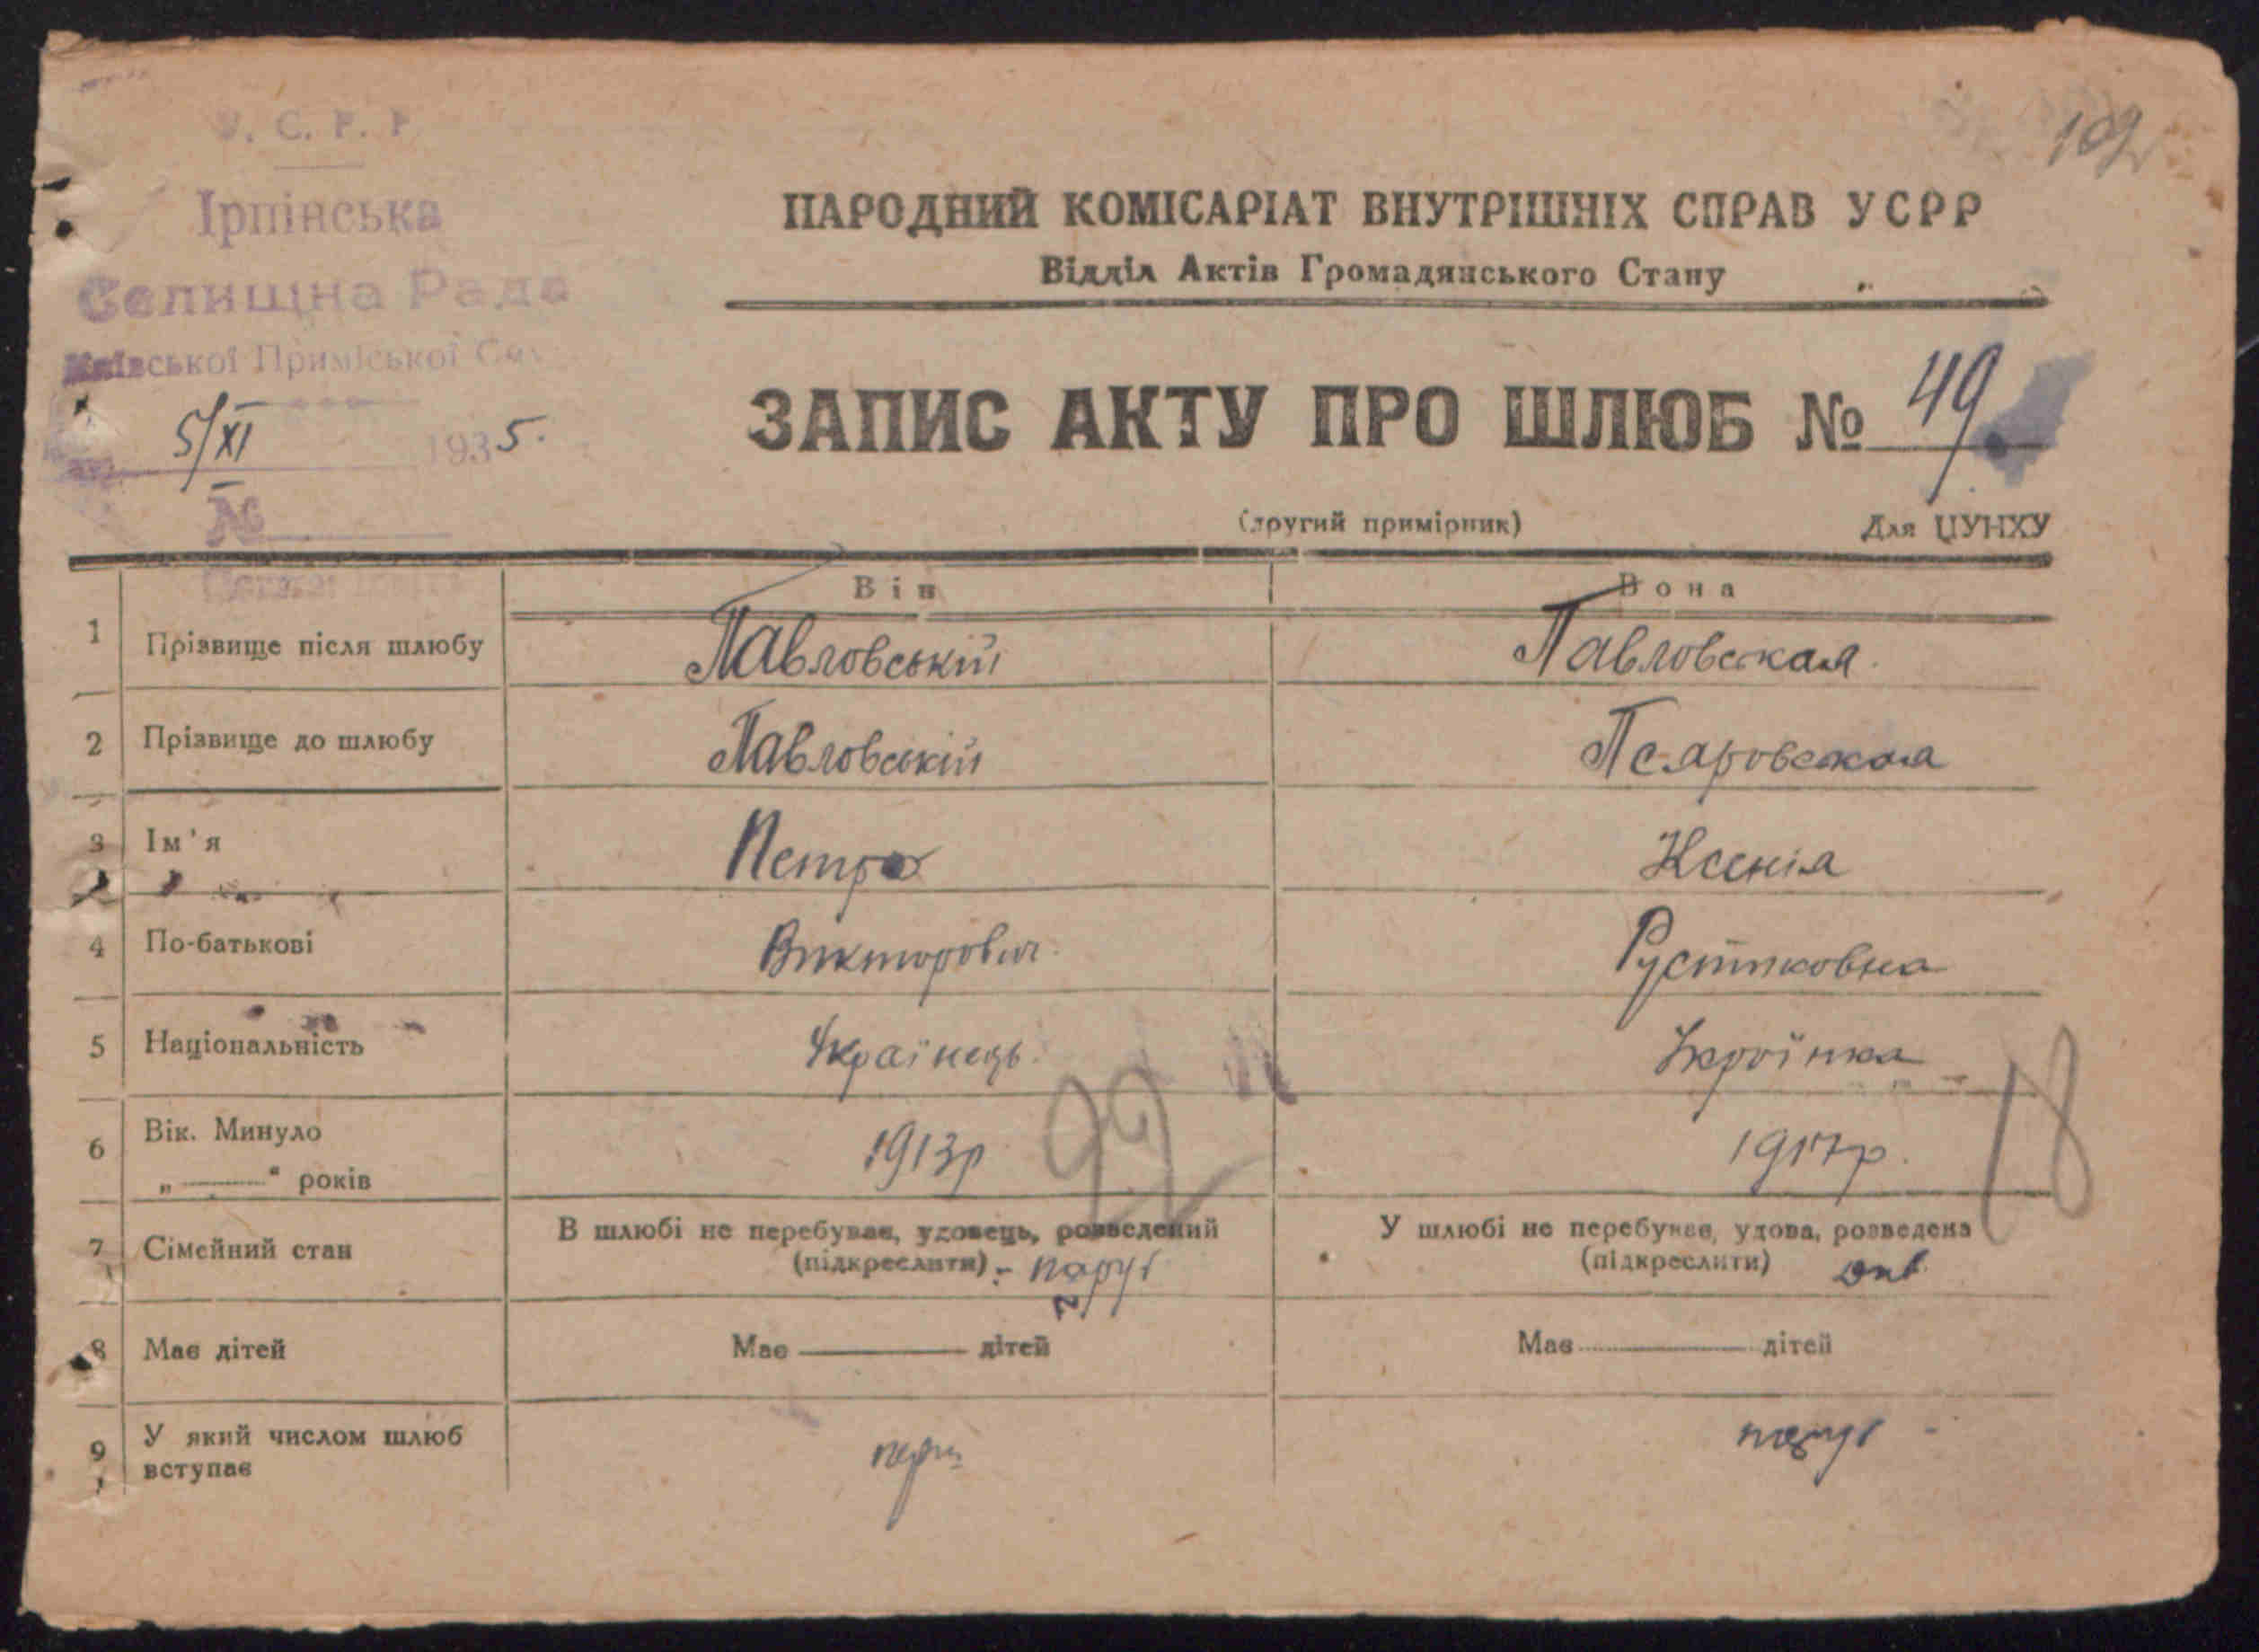 У. С. Р. Р.
Ірпінська
Селищна Рада
Київської Приміської
5/XI 1935.
№
109
НАРОДНИЙ КОМІСАРІАТ ВНУТРІШНІХ СПРАВ УСРР
Відділ Актів Громадянського Стану
ЗАПИС АКТУ ПРО ШЛЮБ № 49
(другий примірник) Для ЦУНХУ
Він Вона
1 Прізвище після шлюбу Павловський Павловская
2 Прізвище до шлюбу Павловський Псаровская
3 Ім'я Петро Ксенія
4 По-батькові Викторович Рустиковна
5 Національність Українець Українка
6 Вік. Минуло 1913р 22 1917р. 18
„ " років
7 Сімейний стан В шлюбі не перебуває, удовець, розведений У шлюбі не перебуває, удова, розведена
(підкреслити) - (підкреслити)
8 Має дітей Має дітей Має дітей
9 У який числом шлюб
вступає